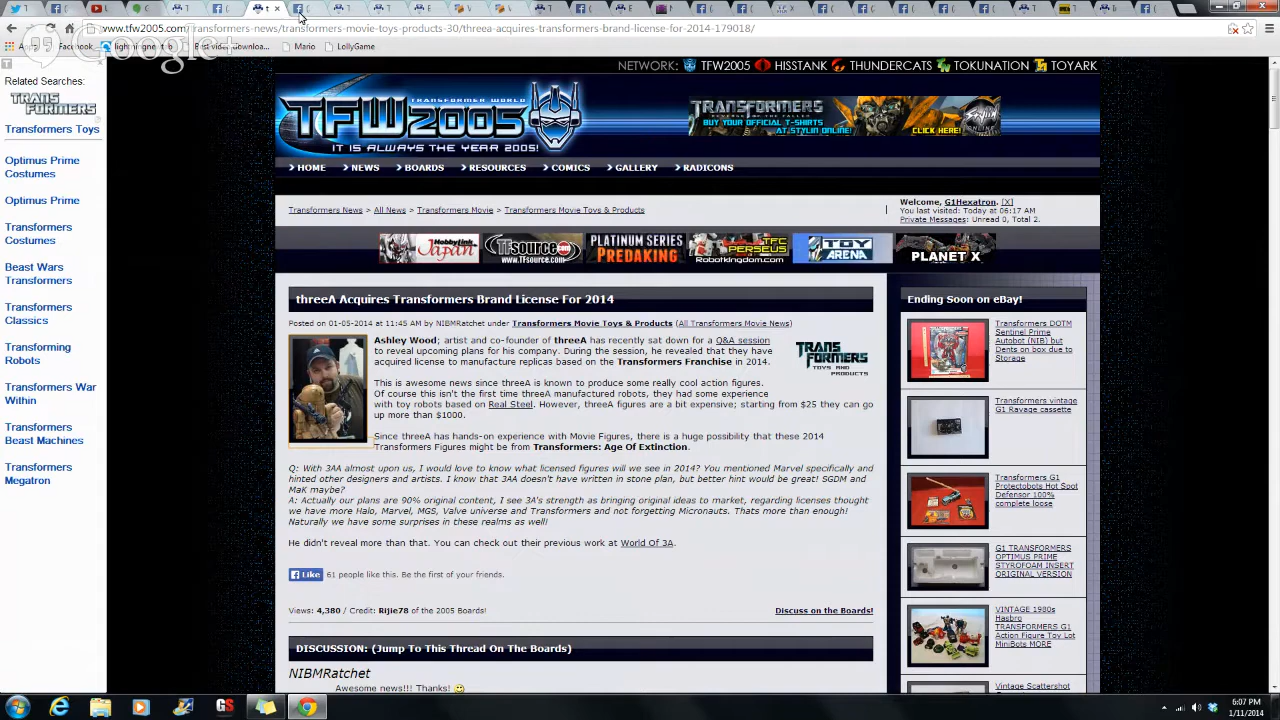 www.tfw2005.com/transformers-news/transformers-movie-toys-products-30/threea-acquires-transformers-brand-license-for-2014-179018/
Google+
Mario
LollyGame
Related Searches:
TRANSFORMERS
Transformers Toys
Optimus Prime
Costumes
Optimus Prime
Transformers
Costumes
Beast Wars
Transformers
Transformers
Classics
Transforming
Robots
Transformers War
Within
Transformers
Beast Machines
Transformers
Megatron
NETWORK: TFW2005 HISSTANK THUNDERCATS TOKUNATION TOYARK
TRANSFORMER WORLD
TFW2005
IT IS ALWAYS THE YEAR 2005!
TRANSFORMERS
REVENGE OF THE FALLEN
BUY YOUR OFFICIAL T-SHIRTS
AT STYLIN ONLINE!
CLICK HERE!
HOME NEWS BOARDS RESOURCES COMICS GALLERY RADICONS
Transformers News > All News > Transformers Movie > Transformers Movie Toys & Products
Welcome, G1Hexatron. [X]
You last visited: Today at 06:17 AM
Private Messages: Unread 0, Total 2.
HobbyLink Japan
TFsource.com
www.TFsource.com
PLATINUM SERIES
PREDAKING
TFC PERSEUS
Robotkingdom.com
TOY ARENA
PLANET X
threeA Acquires Transformers Brand License For 2014
Posted on 01-05-2014 at 11:45 AM by NIBMRatchet under Transformers Movie Toys & Products (All Transformers Movie News)
Ashley Wood; artist and co-founder of threeA has recently sat down for a Q&A session
to reveal upcoming plans for his company. During the session, he revealed that they have
acquired license to manufacture replicas based on Transformers Franchise in 2014.
TRANSFORMERS
TOYS AND PRODUCTS
This is awesome news since threeA is known to produce some really cool action figures.
Of course this isn't the first time threeA manufactured robots, they had some experience
with toy robots based on Real Steel. However, threeA figures are a bit expensive; starting from $25 they can go
up more than $1000.
Since threeA has hands-on experience with Movie Figures, there is a huge possibility that these 2014
Transformers Figures might be from Transformers: Age Of Extinction.
Q: With 3AA almost upon us, I would love to know what licensed figures will we see in 2014? You mentioned Marvel specifically and
hinted other designers and artists. I know that 3AA doesn't have written in stone plan, but better hint would be great! SGDM and
MaK maybe?
A: Actually our plans are 90% original content, I see 3A's strength as bringing original ideas to market, regarding licenses thought
we have more Halo, Marvel, MGS, Valve universe and Transformers and not forgetting Micronauts. Thats more than enough!
Naturally we have some surprises in these realms as well!
He didn't reveal more than that. You can check out their previous work at World Of 3A.
Like 61 people like this. Be the first of your friends.
Views: 4,380 / Credit: Rijie78 of the 2005 Boards!
Discuss on the Boards!
DISCUSSION: (Jump To This Thread On The Boards)
NIBMRatchet
Awesome news!!! Thanks!
Ending Soon on eBay!
Transformers DOTM
Sentinel Prime
Autobot (NIB) but
Dents on box due to
Storage
Transformers vintage
G1 Ravage cassette
Transformers G1
Protectobots Hot Spot
Defensor 100%
complete loose
G1 TRANSFORMERS
OPTIMUS PRIME
STYROFOAM INSERT
ORIGINAL VERSION
VINTAGE 1980s
Hasbro
TRANSFORMERS G1
Action Figure Toy Lot
MiniBots MORE
Vintage Scattershot
6:07 PM
1/11/2014